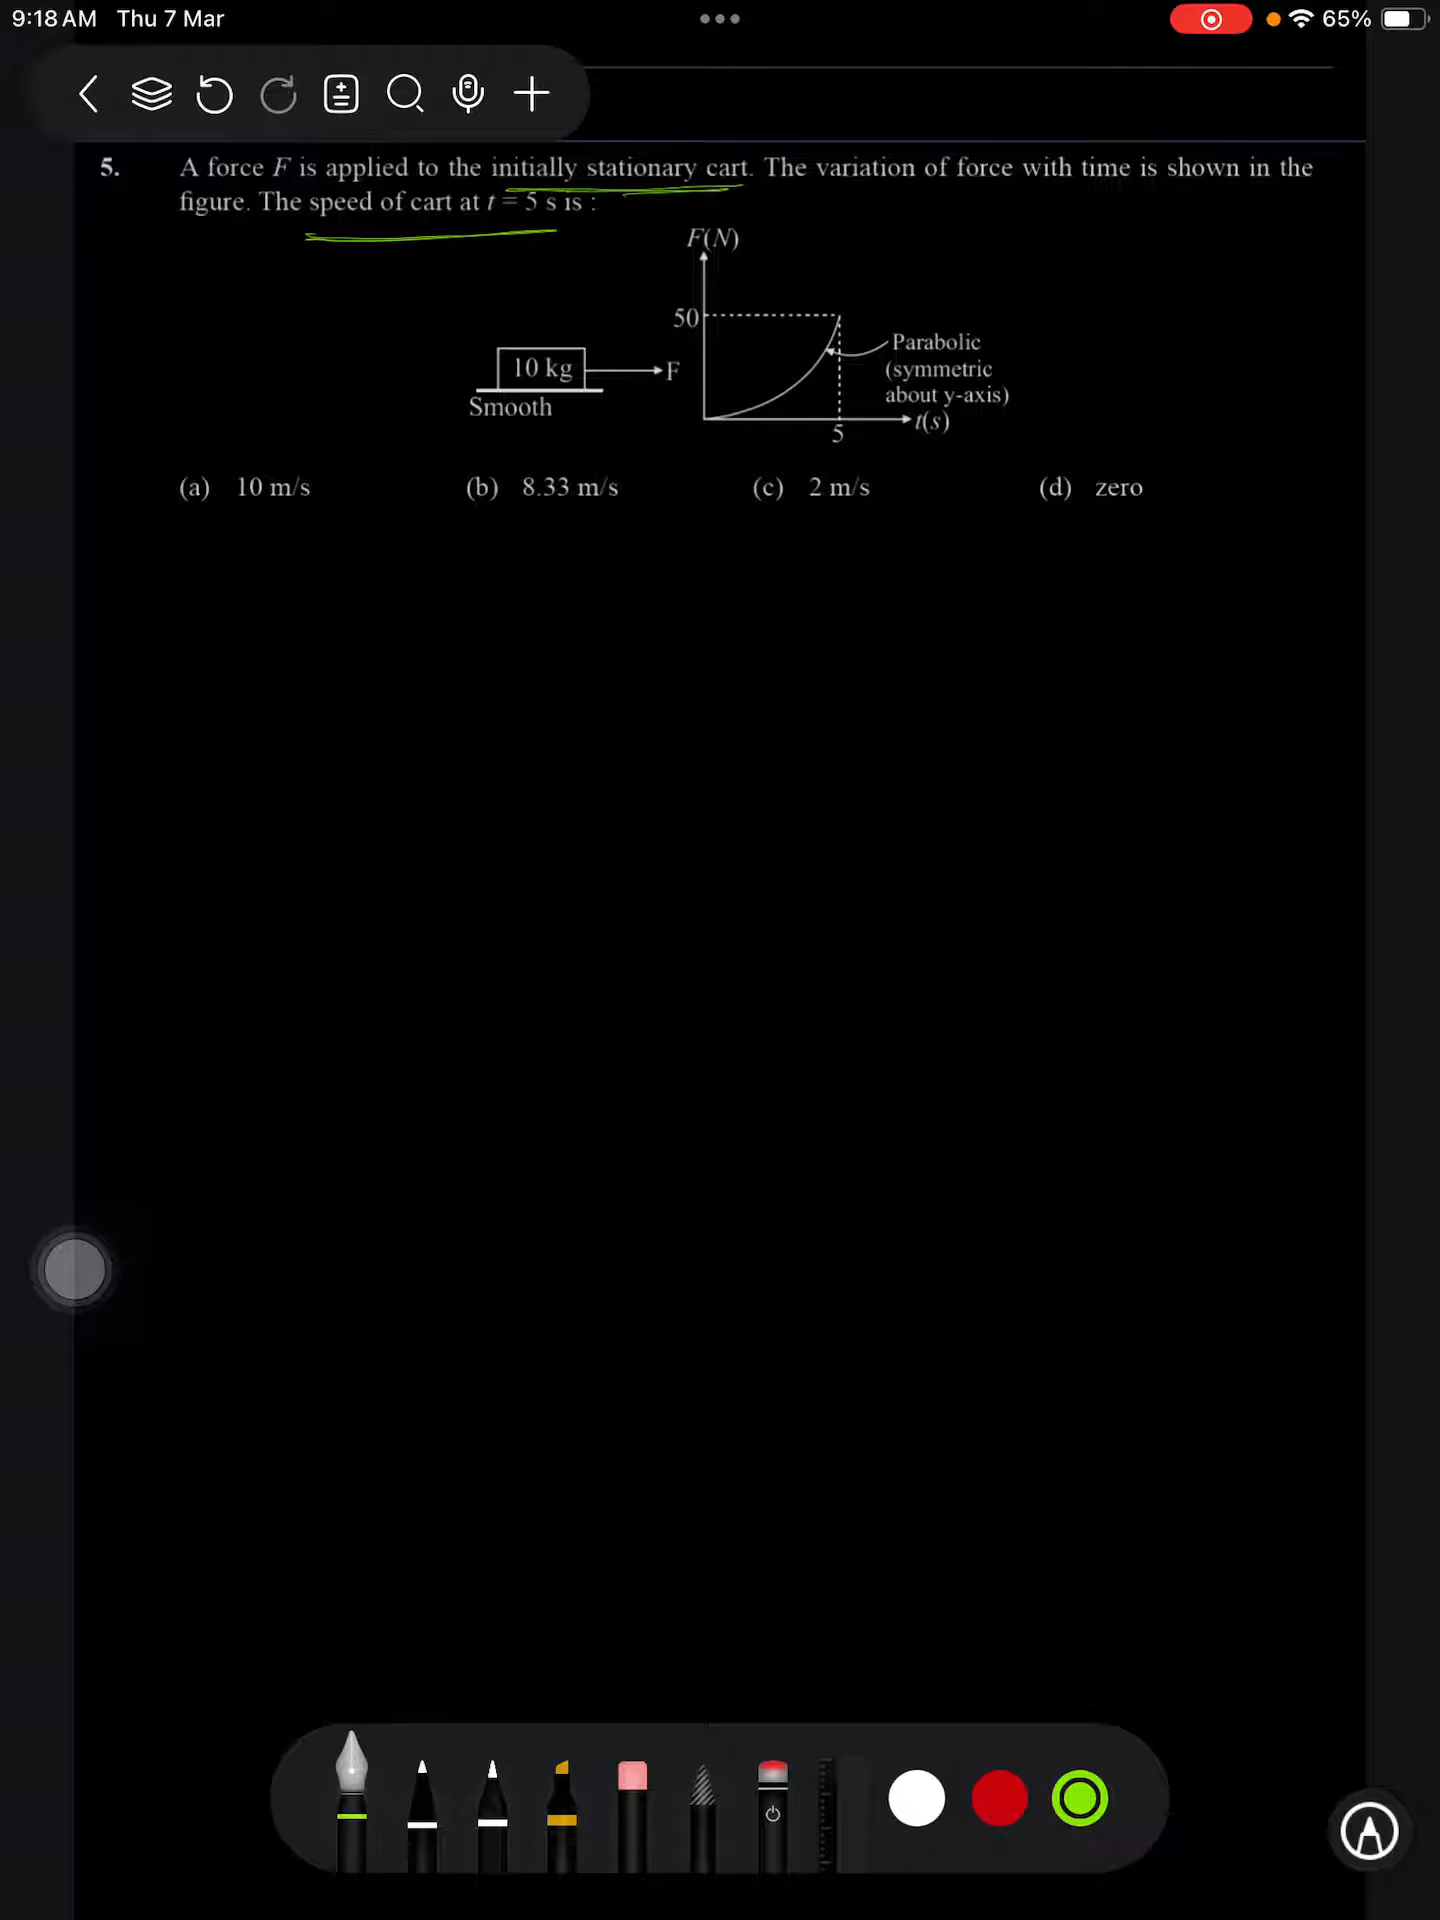 9:18 AM Thu 7 Mar
65%
5. A force F is applied to the initially stationary cart. The variation of force with time is shown in the
figure. The speed of cart at t = 5 s is :
F(N)
50
10 kg
F
Smooth
Parabolic
(symmetric
about y-axis)
t(s)
5
(a) 10 m/s (b) 8.33 m/s (c) 2 m/s (d) zero